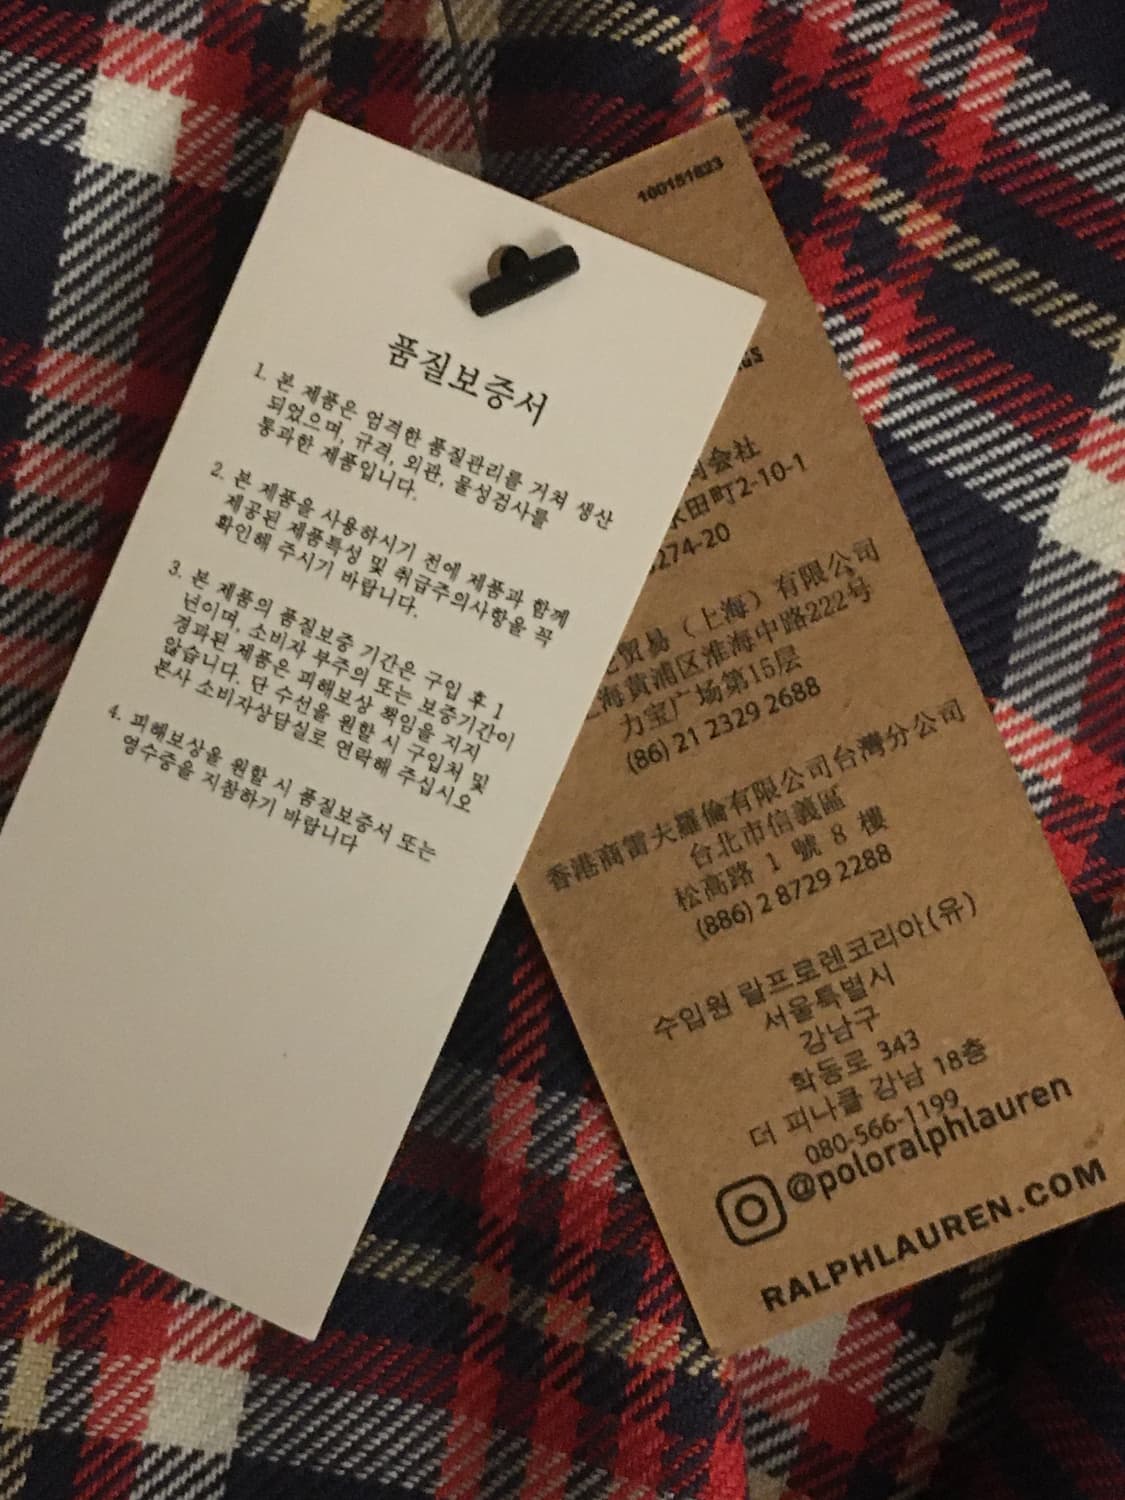 품질보증서
1. 본 제품은 엄격한 품질관리를 거쳐 생산
되었으며, 규격, 외관, 물성검사를
통과한 제품입니다.
2. 본 제품을 사용하시기 전에 제품과 함께
제공된 제품특성 및 취급주의사항을 꼭
확인해 주시기 바랍니다.
3. 본 제품의 품질보증 기간은 구입 후 1
년이며, 소비자 부주의 또는 보증기간이
경과된 제품은 피해보상 책임을 지지
않습니다. 단 수선을 원할 시 구입처 및
본사 소비자상담실로 연락해 주십시오
4. 피해보상을 원할 시 품질보증서 또는
영수증을 지참하기 바랍니다
100151823
会社
田町2-10-1
274-20
贸易（上海）有限公司
海黄浦区淮海中路222号
力宝广场第15层
(86) 21 2329 2688
香港商雷夫羅倫有限公司台灣分公司
台北市信義區
松高路 1 號 8 樓
(886) 2 8729 2288
수입원 랄프로렌코리아(유)
서울특별시
강남구
학동로 343
더 피나클 강남 18층
080-566-1199
@poloralphlauren
RALPHLAUREN.COM